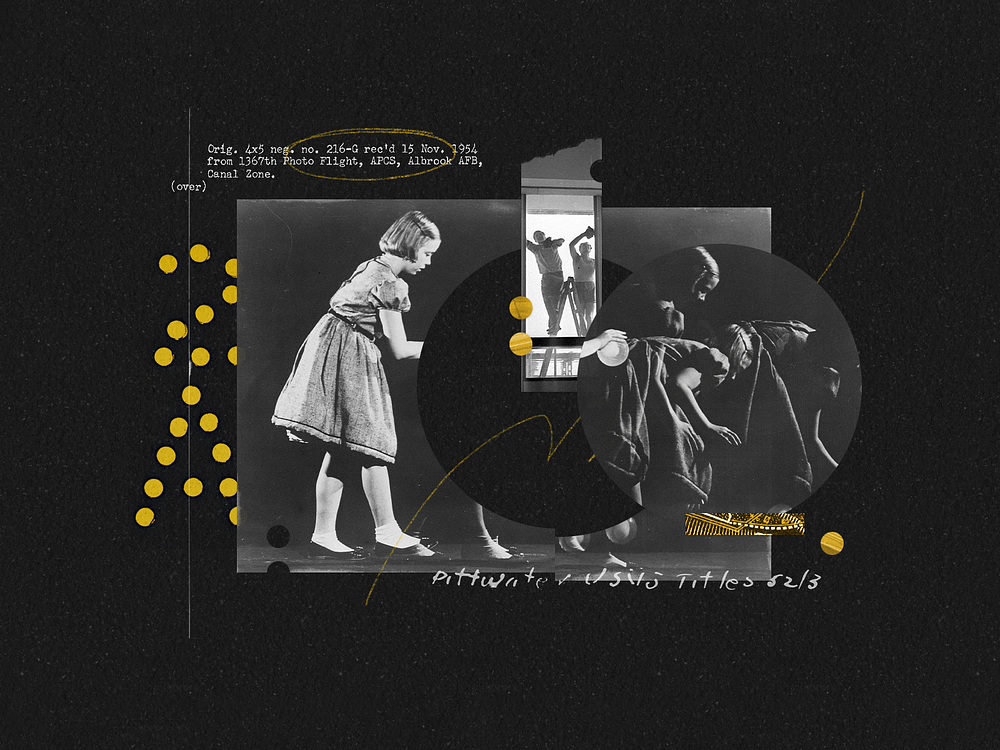 Orig. 4x5 neg. no. 216-G rec'd 15 Nov. 1954
from 1367th Photo Flight, APCS, Albrook AFB,
Canal Zone.
(over)
Pittwater USNS Titles 52/3